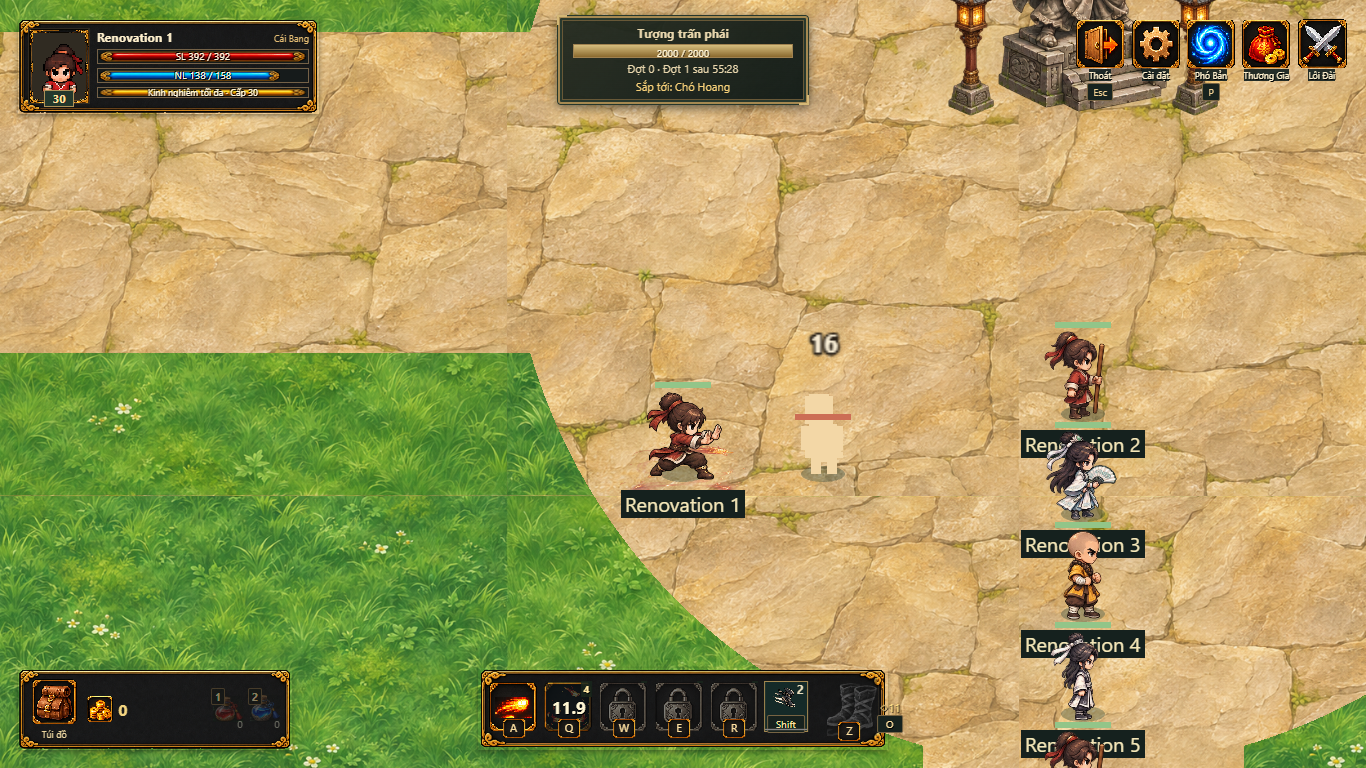 Renovation 1
Cái Bang
SL 392 / 392
NL 138 / 158
Kinh nghiệm tối đa · Cấp 30
30
Tượng trấn phái
2000 / 2000
Đợt 0 · Đợt 1 sau 55:28
Sắp tới: Chó Hoang
Thoát
Cài đặt
Phó Bản
Thương Gia
Lôi Đài
Esc
P
16
Renovation 1
Renovation 2
Renovation 3
Renovation 4
Renovation 5
Túi đồ
0
1
0
2
0
A
4
11.9
Q
W
E
R
2
Shift
Z
O